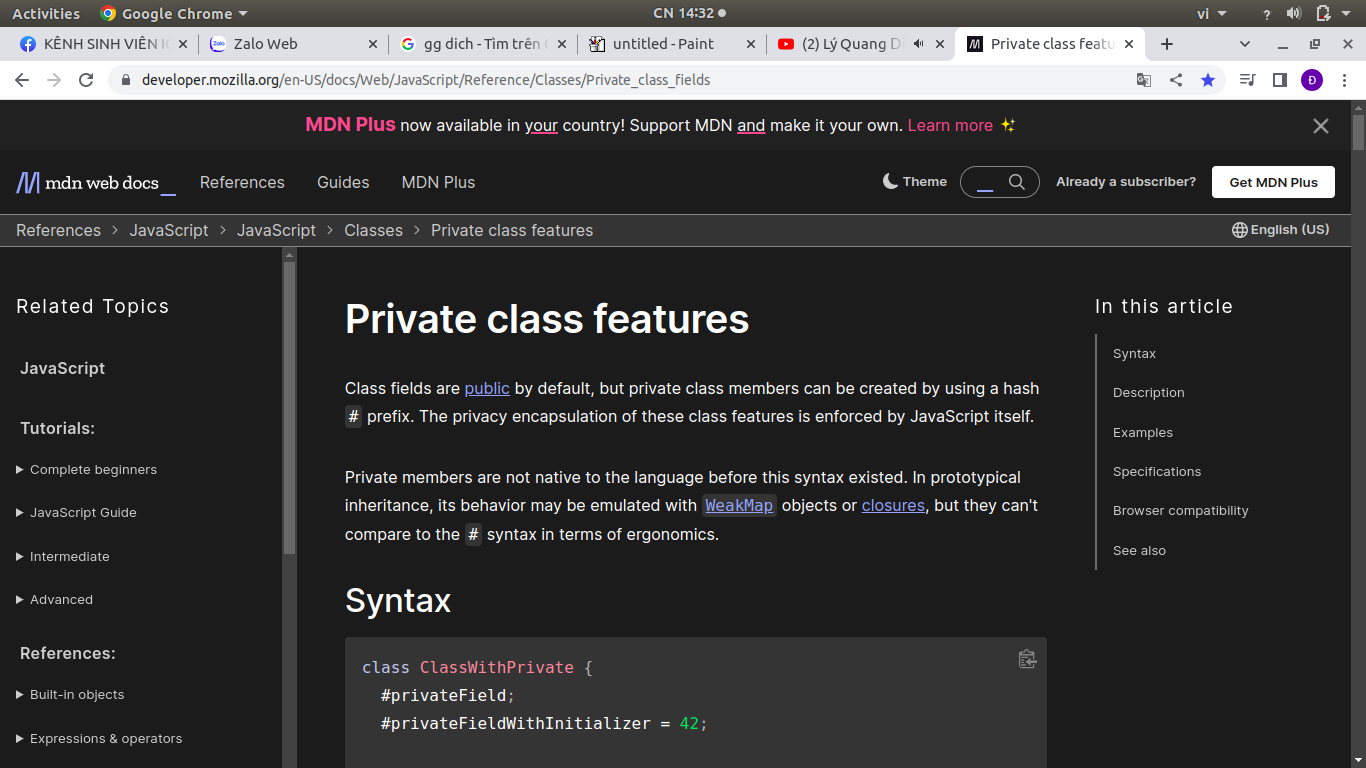 Activities Google Chrome CN 14:32 vi ?
KÊNH SINH VIÊN Zalo Web gg dich - Tìm trên untitled - Paint (2) Lý Quang Private class featu
developer.mozilla.org/en-US/docs/Web/JavaScript/Reference/Classes/Private_class_fields Đ
MDN Plus now available in your country! Support MDN and make it your own. Learn more ✨
mdn web docs_ References Guides MDN Plus Theme Already a subscriber? Get MDN Plus
References > JavaScript > JavaScript > Classes > Private class features English (US)
Related Topics
JavaScript
Tutorials:
Complete beginners
JavaScript Guide
Intermediate
Advanced
References:
Built-in objects
Expressions & operators
Private class features
Class fields are public by default, but private class members can be created by using a hash
# prefix. The privacy encapsulation of these class features is enforced by JavaScript itself.
Private members are not native to the language before this syntax existed. In prototypical
inheritance, its behavior may be emulated with WeakMap objects or closures, but they can't
compare to the # syntax in terms of ergonomics.
Syntax
class ClassWithPrivate {
#privateField;
#privateFieldWithInitializer = 42;
In this article
Syntax
Description
Examples
Specifications
Browser compatibility
See also